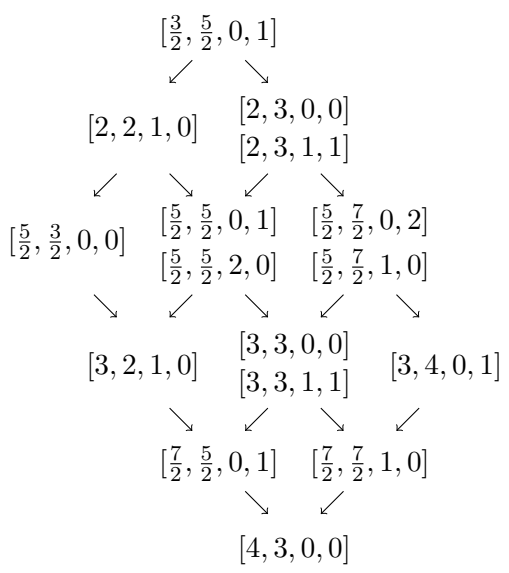 [3/2, 5/2, 0, 1]
[2, 2, 1, 0] [2, 3, 0, 0]
[2, 3, 1, 1]
[5/2, 3/2, 0, 0] [5/2, 5/2, 0, 1] [5/2, 7/2, 0, 2]
[5/2, 5/2, 2, 0] [5/2, 7/2, 1, 0]
[3, 2, 1, 0] [3, 3, 0, 0] [3, 4, 0, 1]
[3, 3, 1, 1]
[7/2, 5/2, 0, 1] [7/2, 7/2, 1, 0]
[4, 3, 0, 0]